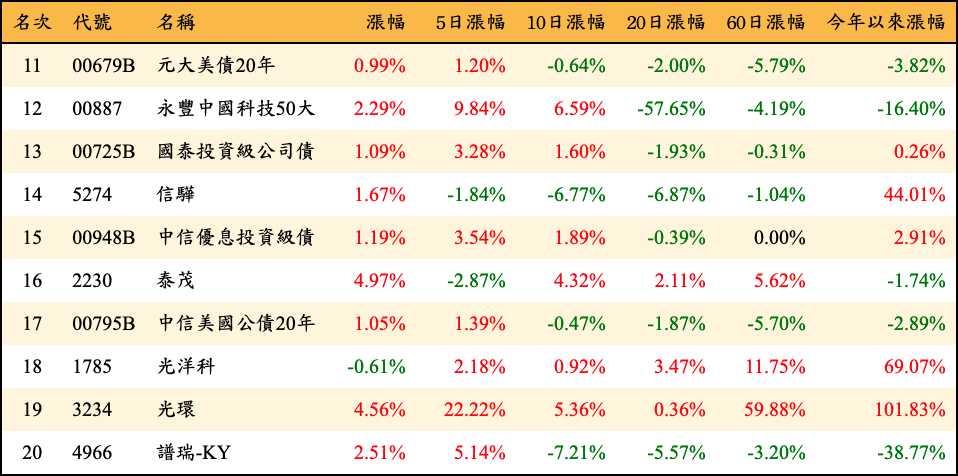 名次 代號 名稱 漲幅 5日漲幅 10日漲幅 20日漲幅 60日漲幅 今年以來漲幅
11 00679B 元大美債20年 0.99% 1.20% -0.64% -2.00% -5.79% -3.82%
12 00887 永豐中國科技50大 2.29% 9.84% 6.59% -57.65% -4.19% -16.40%
13 00725B 國泰投資級公司債 1.09% 3.28% 1.60% -1.93% -0.31% 0.26%
14 5274 信驊 1.67% -1.84% -6.77% -6.87% -1.04% 44.01%
15 00948B 中信優息投資級債 1.19% 3.54% 1.89% -0.39% 0.00% 2.91%
16 2230 泰茂 4.97% -2.87% 4.32% 2.11% 5.62% -1.74%
17 00795B 中信美國公債20年 1.05% 1.39% -0.47% -1.87% -5.70% -2.89%
18 1785 光洋科 -0.61% 2.18% 0.92% 3.47% 11.75% 69.07%
19 3234 光環 4.56% 22.22% 5.36% 0.36% 59.88% 101.83%
20 4966 譜瑞-KY 2.51% 5.14% -7.21% -5.57% -3.20% -38.77%